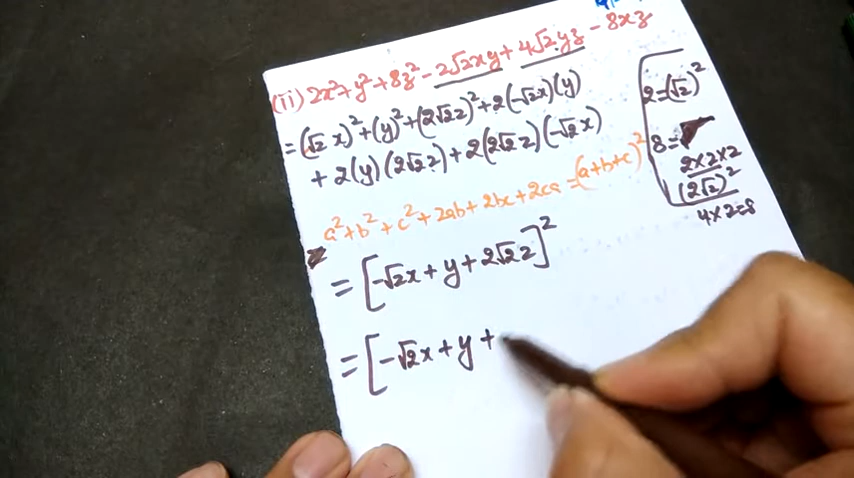 (ii) 2x² + y² + 8z² - 2√2xy + 4√2yz - 8xz
= (√2x)² + (y)² + (2√2z)² + 2(-√2x)(y)
+ 2(y)(2√2z) + 2(2√2z)(-√2x)
a² + b² + c² + 2ab + 2bc + 2ca = (a+b+c)²
= [-√2x + y + 2√2z]²
= [-√2x + y +
2 = (√2)²
8 =
2×2×2
(2√2)²
4×2=8